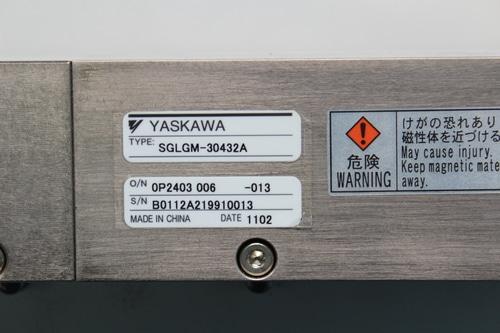 YASKAWA
TYPE: SGLGM-30432A
O/N 0P2403 006 -013
S/N B0112A219910013
MADE IN CHINA DATE 1102
けがの恐れあり
磁性体を近づける
危険
WARNING
May cause injury.
Keep magnetic mate
away.